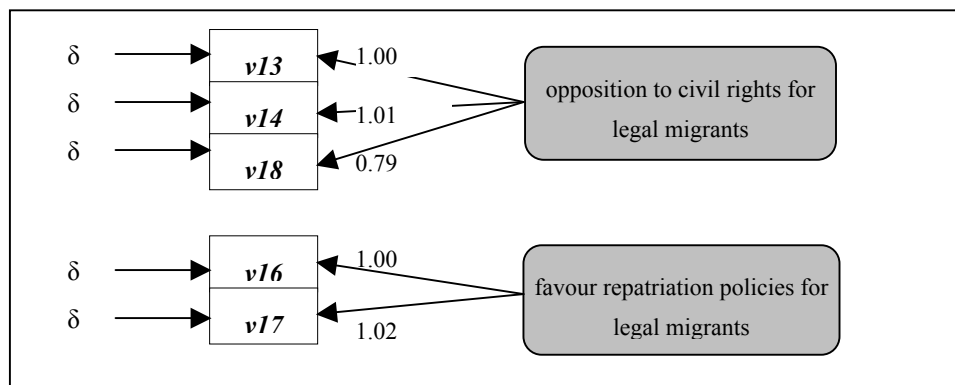 δ
v13
1.00
δ
v14
1.01
δ
v18
0.79
opposition to civil rights for
legal migrants
δ
v16
1.00
δ
v17
1.02
favour repatriation policies for
legal migrants